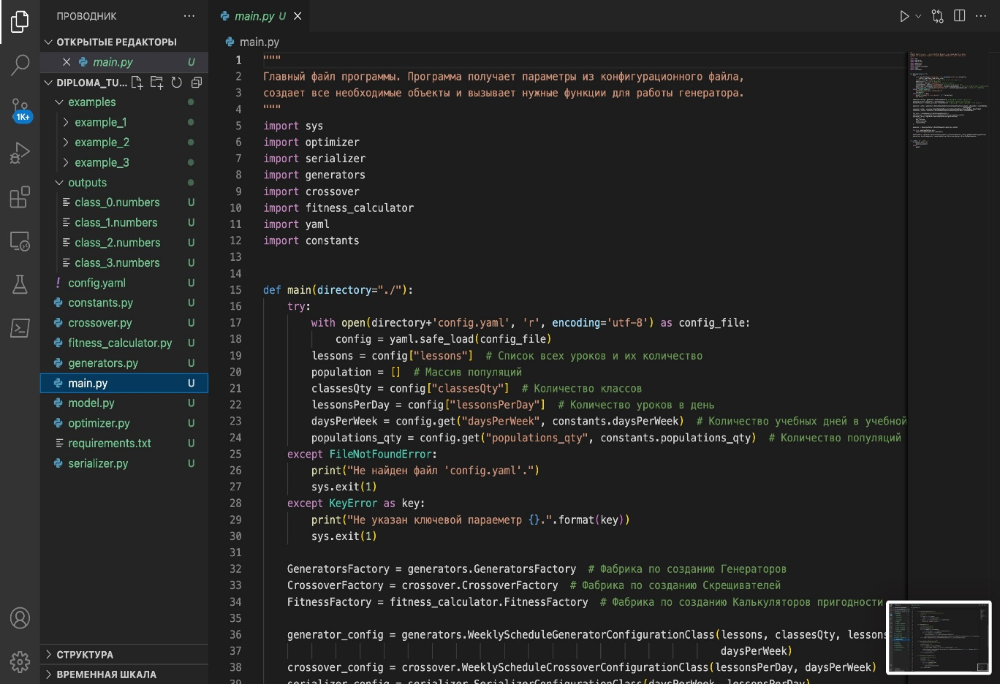 ПРОВОДНИК
main.py U
ОТКРЫТЫЕ РЕДАКТОРЫ
main.py U
main.py
DIPLOMA_TU...
examples
example_1
example_2
example_3
outputs
class_0.numbers U
class_1.numbers U
class_2.numbers U
class_3.numbers U
config.yaml U
constants.py U
crossover.py U
fitness_calculator.py U
generators.py U
main.py U
model.py U
optimizer.py U
requirements.txt U
serializer.py U
СТРУКТУРА
ВРЕМЕННАЯ ШКАЛА
1K+
1 """
2 Главный файл программы. Программа получает параметры из конфигурационного файла,
3 создает все необходимые объекты и вызывает нужные функции для работы генератора.
4 """
5 import sys
6 import optimizer
7 import serializer
8 import generators
9 import crossover
10 import fitness_calculator
11 import yaml
12 import constants
13
14
15 def main(directory="./"):
16 try:
17 with open(directory+'config.yaml', 'r', encoding='utf-8') as config_file:
18 config = yaml.safe_load(config_file)
19 lessons = config["lessons"] # Список всех уроков и их количество
20 population = [] # Массив популяций
21 classesQty = config["classesQty"] # Количество классов
22 lessonsPerDay = config["lessonsPerDay"] # Количество уроков в день
23 daysPerWeek = config.get("daysPerWeek", constants.daysPerWeek) # Количество учебных дней в учебной
24 populations_qty = config.get("populations_qty", constants.populations_qty) # Количество популяций
25 except FileNotFoundError:
26 print("Не найден файл 'config.yaml'.")
27 sys.exit(1)
28 except KeyError as key:
29 print("Не указан ключевой параеметр {}.".format(key))
30 sys.exit(1)
31
32 GeneratorsFactory = generators.GeneratorsFactory # Фабрика по созданию Генераторов
33 CrossoverFactory = crossover.CrossoverFactory # Фабрика по созданию Скрещивателей
34 FitnessFactory = fitness_calculator.FitnessFactory # Фабрика по созданию Калькуляторов пригодности
35
36 generator_config = generators.WeeklyScheduleGeneratorConfigurationClass(lessons, classesQty, lessons
37 daysPerWeek)
38 crossover_config = crossover.WeeklyScheduleCrossoverConfigurationClass(lessonsPerDay, daysPerWeek)
39 serializer_config = serializer.SerializerConfigurationClass(daysPerWeek, lessonsPerDay)